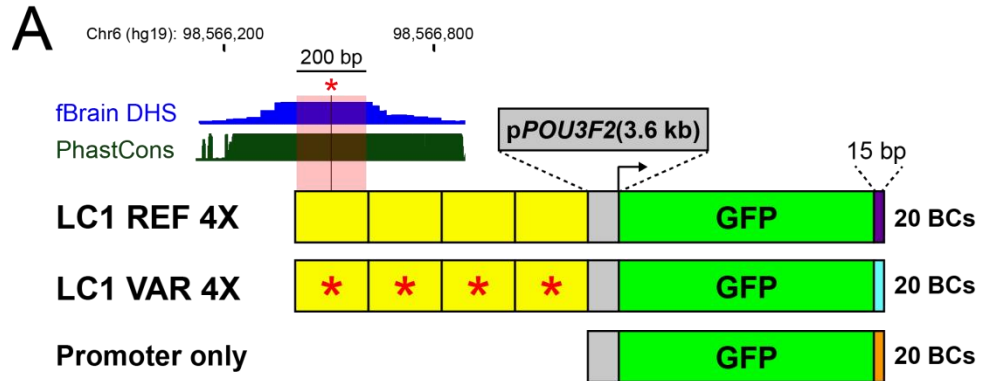 A
Chr6 (hg19): 98,566,200 98,566,800
200 bp
*
fBrain DHS
PhastCons
pPOU3F2(3.6 kb)
15 bp
LC1 REF 4X GFP 20 BCs
LC1 VAR 4X * * * * GFP 20 BCs
Promoter only GFP 20 BCs